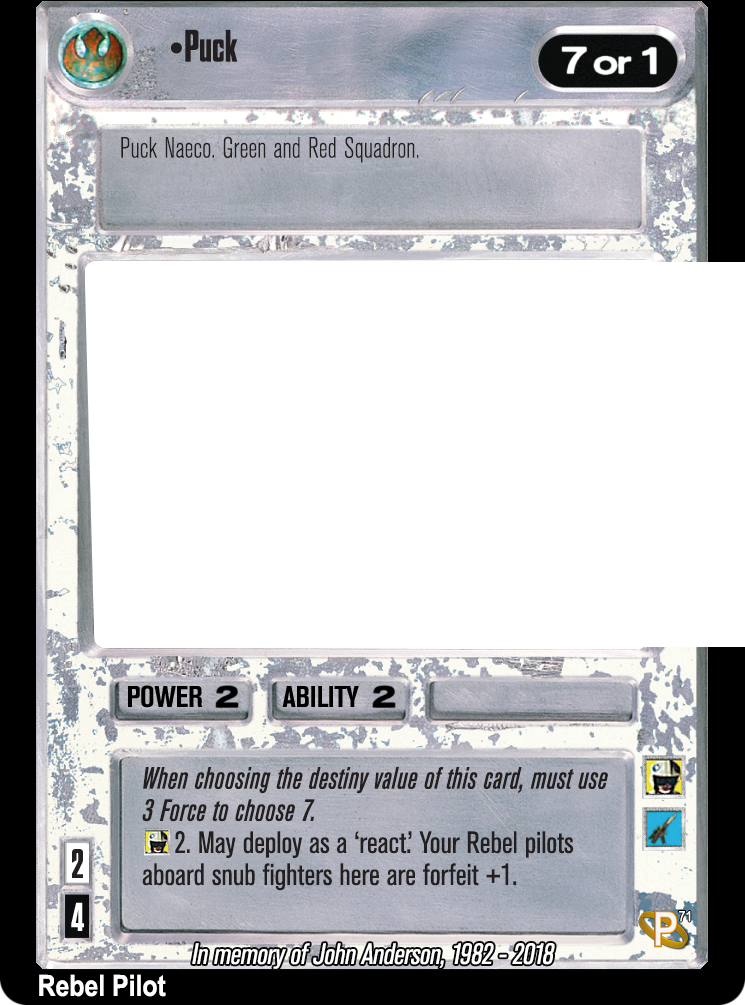 •Puck
7 or 1
Puck Naeco. Green and Red Squadron.
POWER 2
ABILITY 2
When choosing the destiny value of this card, must use
3 Force to choose 7.
2. May deploy as a ‘react.’ Your Rebel pilots
aboard snub fighters here are forfeit +1.
2
4
P 71
In memory of John Anderson, 1982 - 2018
Rebel Pilot